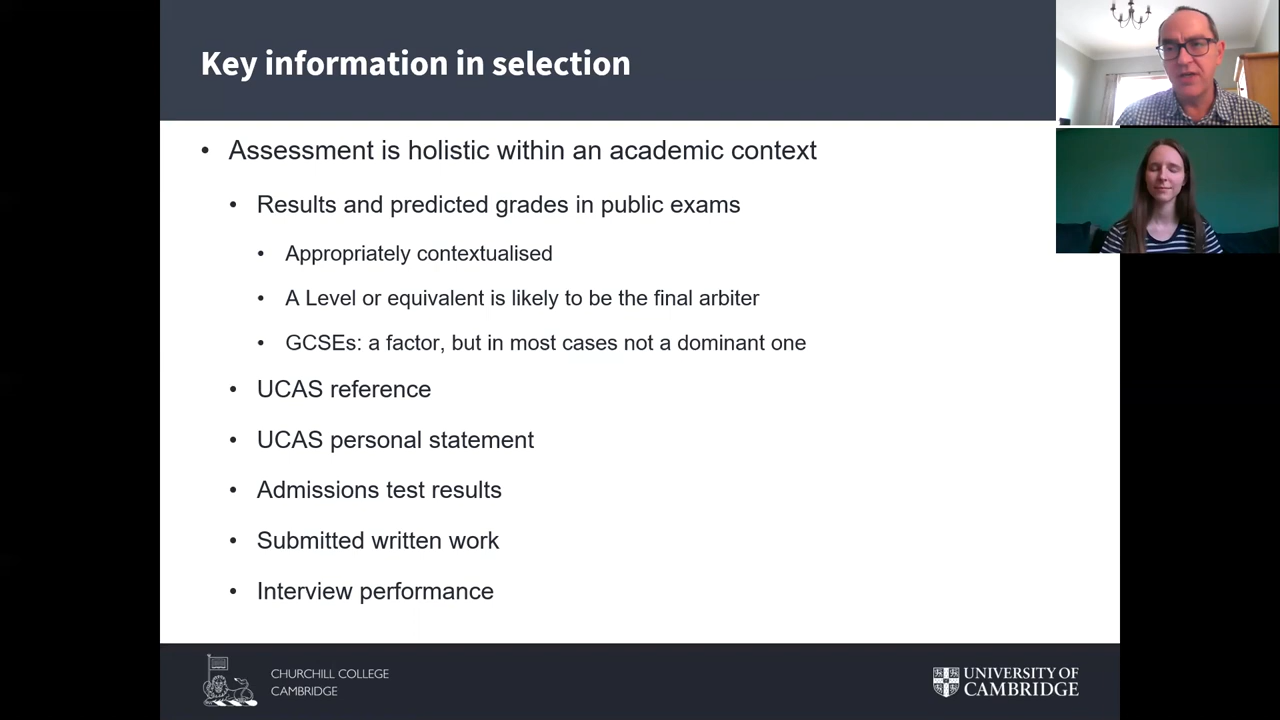 Key information in selection
• Assessment is holistic within an academic context
• Results and predicted grades in public exams
• Appropriately contextualised
• A Level or equivalent is likely to be the final arbiter
• GCSEs: a factor, but in most cases not a dominant one
• UCAS reference
• UCAS personal statement
• Admissions test results
• Submitted written work
• Interview performance
CHURCHILL COLLEGE
CAMBRIDGE
UNIVERSITY OF
CAMBRIDGE